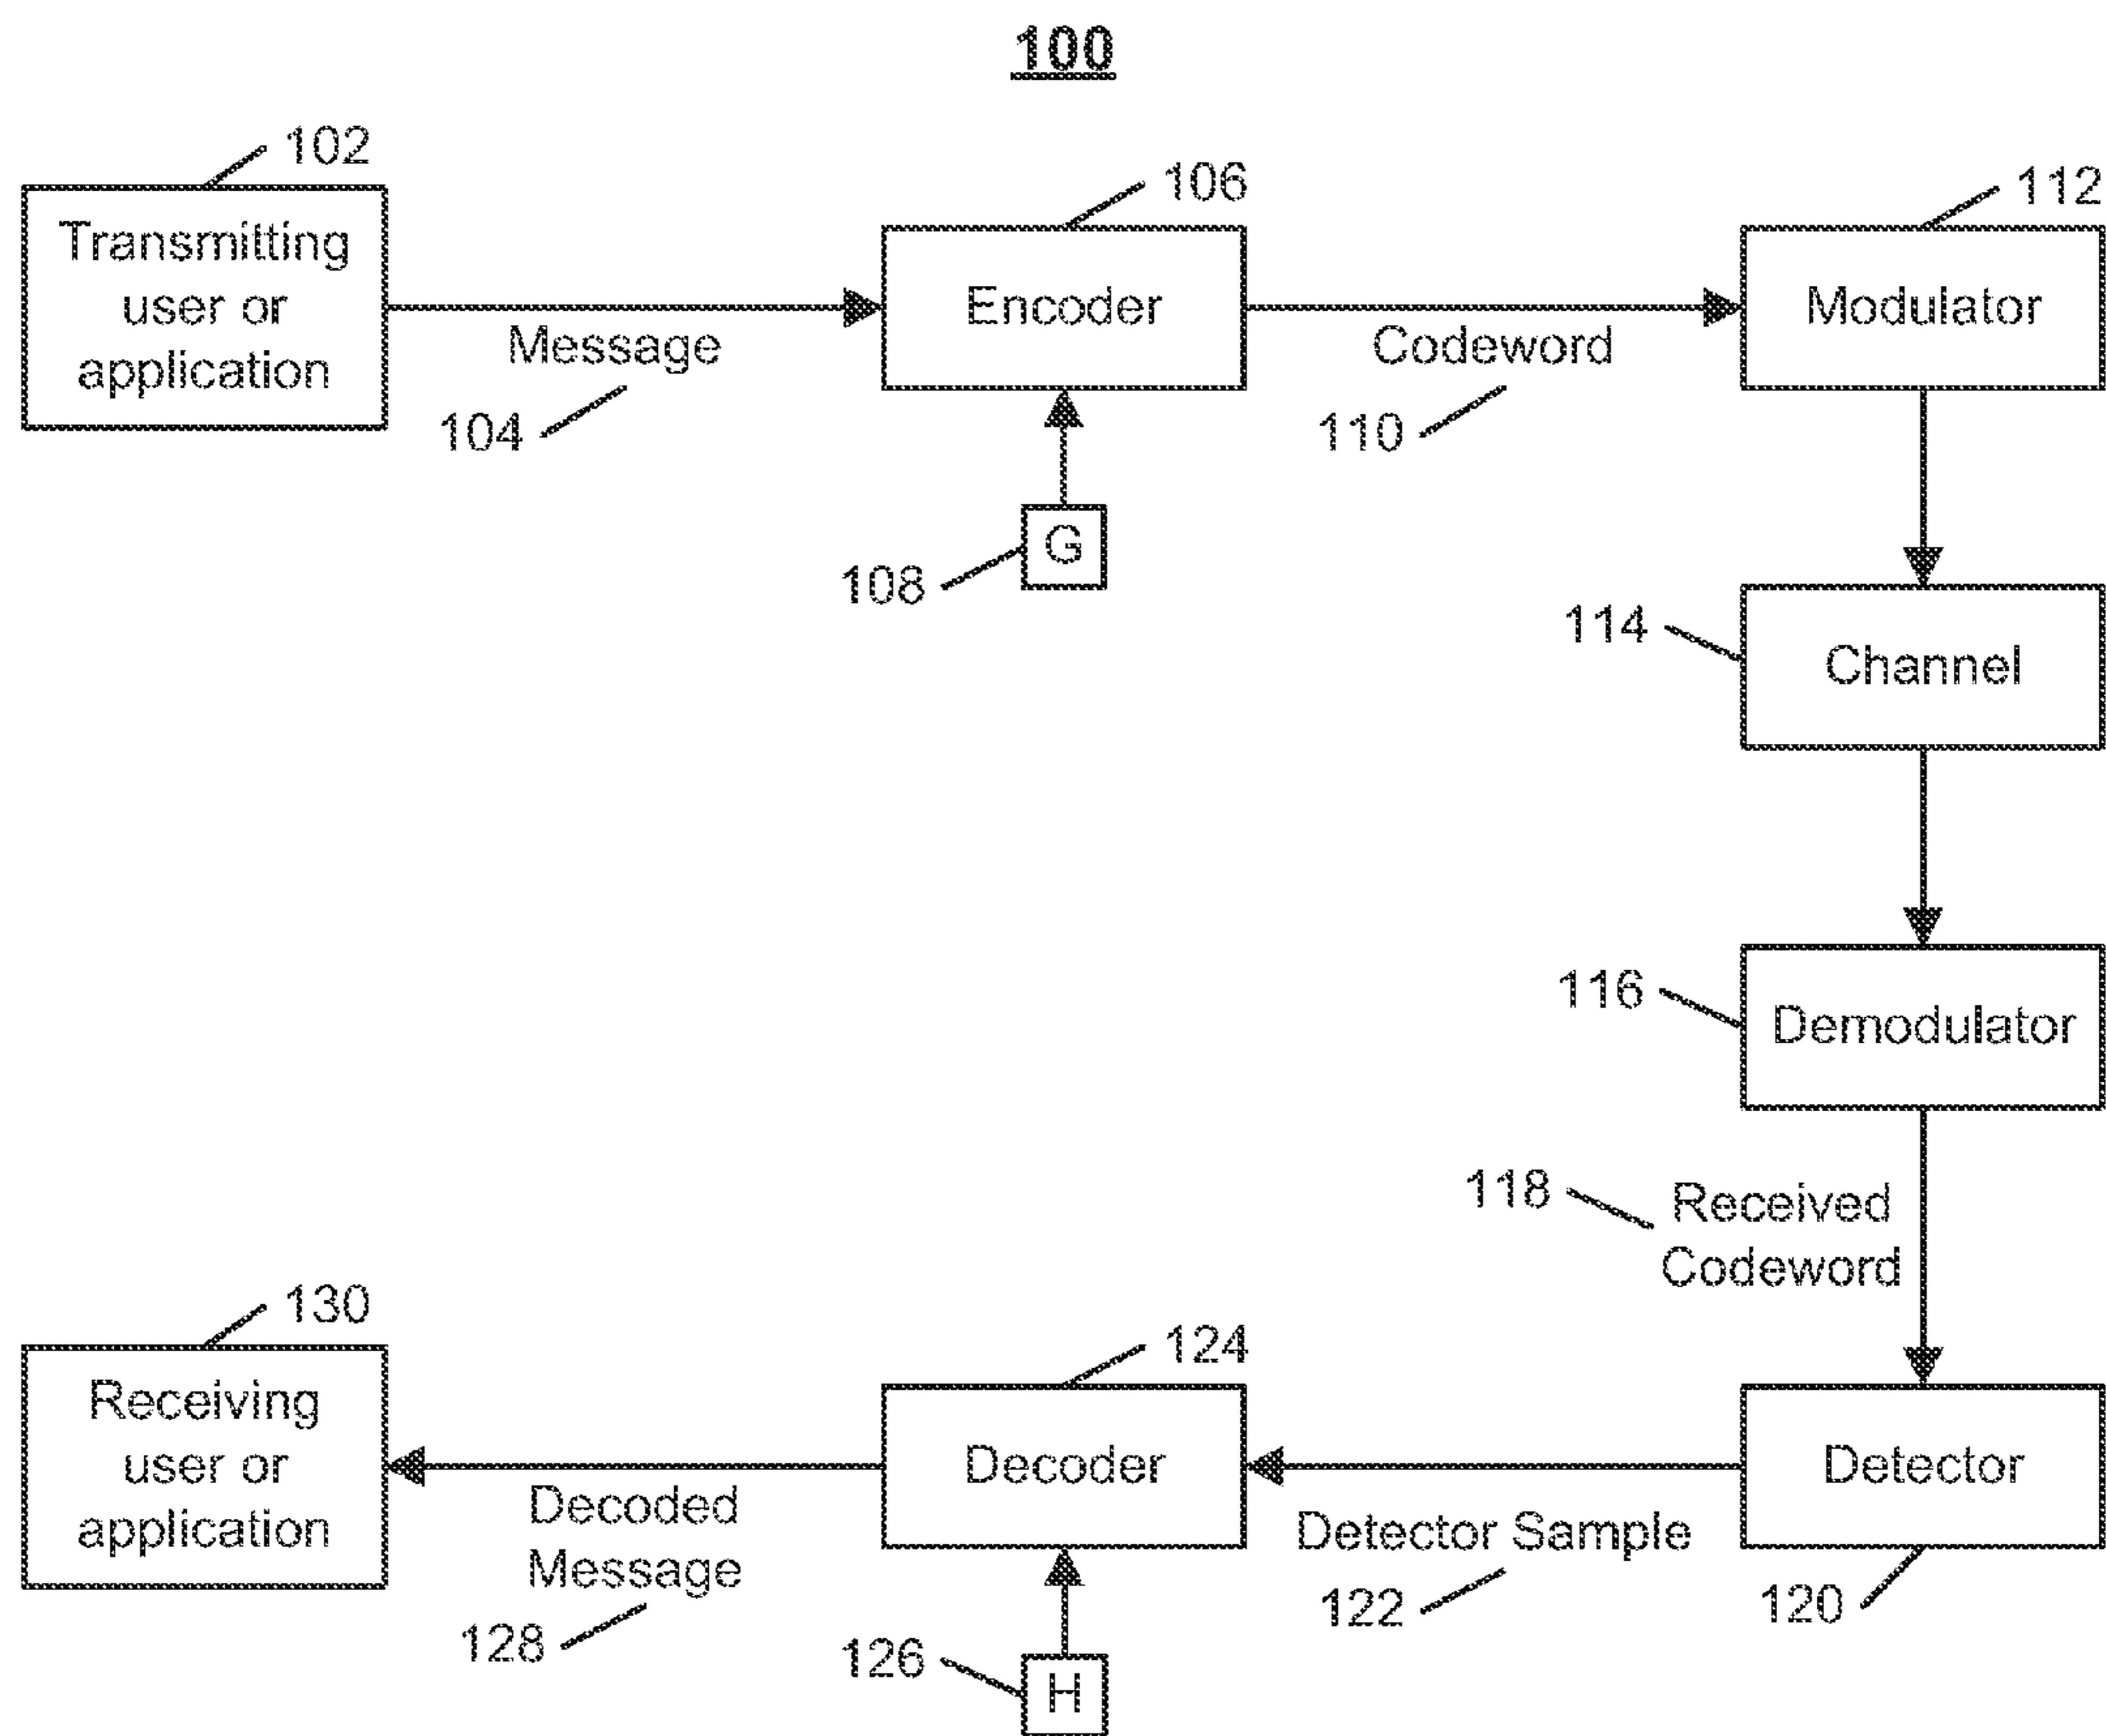 100
102
106
112
Transmitting
user or
application
Encoder
Modulator
Message
Codeword
104
110
G
108
114
Channel
116
Demodulator
118
Received
Codeword
130
124
Receiving
user or
application
Decoder
Detector
Decoded
Message
Detector Sample
128
122
120
126
H